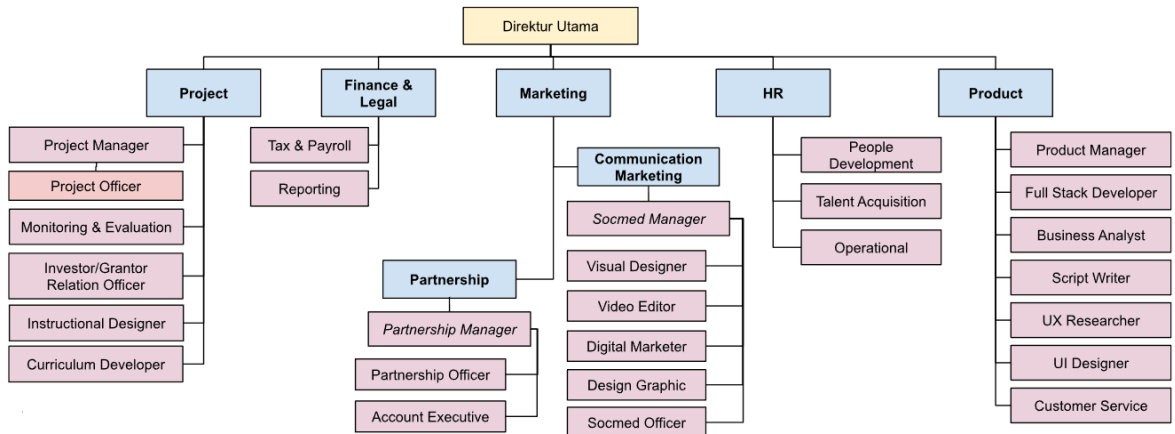 Direktur Utama
Project
Finance &
Legal
Marketing
HR
Product
Project Manager
Project Officer
Monitoring & Evaluation
Investor/Grantor
Relation Officer
Instructional Designer
Curriculum Developer
Tax & Payroll
Reporting
Communication
Marketing
Socmed Manager
Visual Designer
Video Editor
Digital Marketer
Design Graphic
Socmed Officer
Partnership
Partnership Manager
Partnership Officer
Account Executive
People
Development
Talent Acquisition
Operational
Product Manager
Full Stack Developer
Business Analyst
Script Writer
UX Researcher
UI Designer
Customer Service